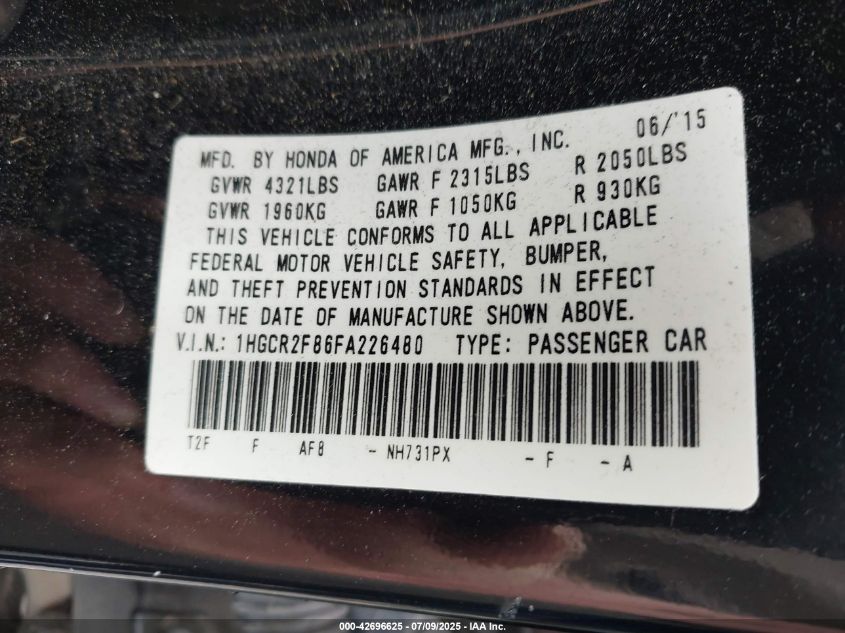 06/'15
MFD. BY HONDA OF AMERICA MFG., INC.
GVWR 4321LBS GAWR F 2315LBS R 2050LBS
GVWR 1960KG GAWR F 1050KG R 930KG
THIS VEHICLE CONFORMS TO ALL APPLICABLE
FEDERAL MOTOR VEHICLE SAFETY, BUMPER,
AND THEFT PREVENTION STANDARDS IN EFFECT
ON THE DATE OF MANUFACTURE SHOWN ABOVE.
V.I.N.: 1HGCR2F86FA226480 TYPE: PASSENGER CAR
T2F F AF8 - NH731PX - F - A
000-42696625 - 07/09/2025 - IAA Inc.